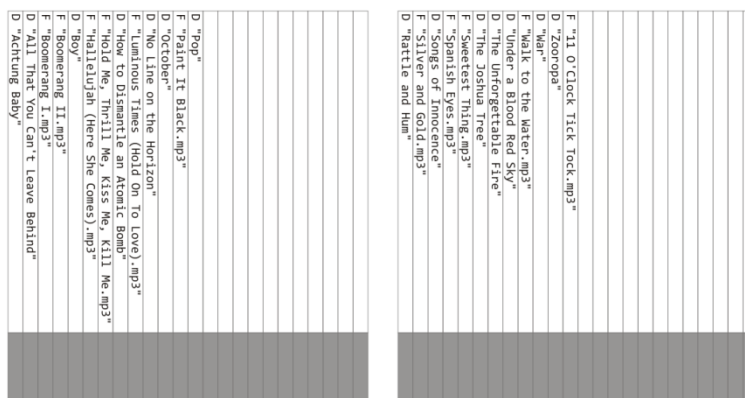 F "11 O'Clock Tick Tock.mp3"
D "Zooropa"
D "War"
F "Walk to the Water.mp3"
D "Under a Blood Red Sky"
D "The Unforgettable Fire"
D "The Joshua Tree"
F "Sweetest Thing.mp3"
F "Spanish Eyes.mp3"
D "Songs of Innocence"
F "Silver and Gold.mp3"
D "Rattle and Hum"
D "Pop"
F "Paint It Black.mp3"
D "October"
D "No Line on the Horizon"
F "Luminous Times (Hold On To Love).mp3"
D "How to Dismantle an Atomic Bomb"
F "Hold Me, Thrill Me, Kiss Me, Kill Me.mp3"
F "Hallelujah (Here She Comes).mp3"
D "Boy"
F "Boomerang II.mp3"
F "Boomerang I.mp3"
D "All That You Can't Leave Behind"
D "Achtung Baby"